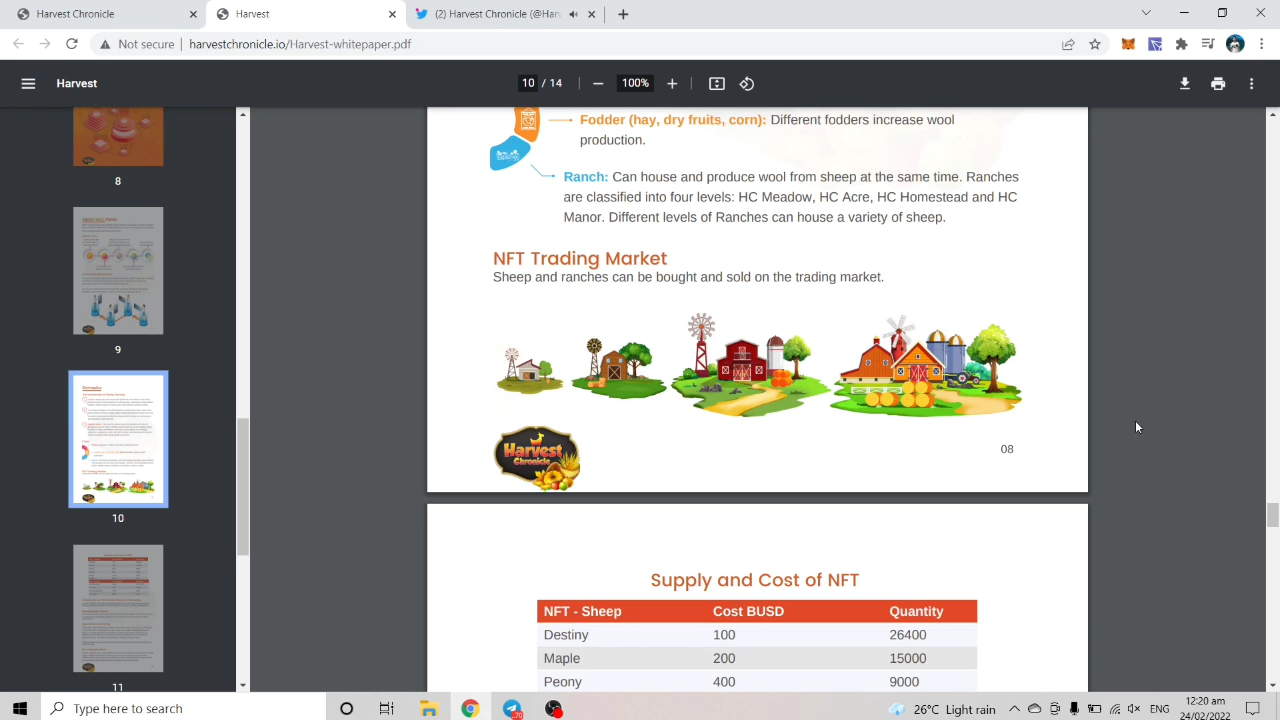 Harvest
Harvest
(2) Harvest Chronicle (@Han
Not secure
harvestchronicle.io/Harvest-whitepaper.pdf
Harvest
10 / 14
100%
8
9
10
11
Fodder (hay, dry fruits, corn): Different fodders increase wool
production.
Ranch: Can house and produce wool from sheep at the same time. Ranches
are classified into four levels: HC Meadow, HC Acre, HC Homestead and HC
Manor. Different levels of Ranches can house a variety of sheep.
NFT Trading Market
Sheep and ranches can be bought and sold on the trading market.
Harvest
Chronicle
08
Supply and Cost of NFT
NFT - Sheep Cost BUSD Quantity
Destiny 100 26400
Maple 200 15000
Peony 400 9000
Type here to search
26°C Light rain
12:20 am
24/02/2022